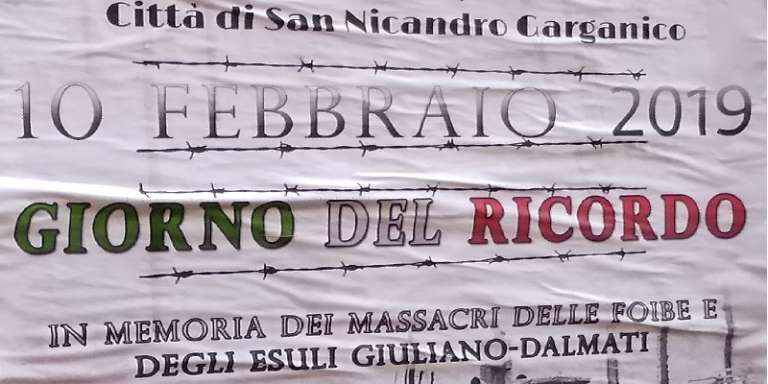 Città di San Nicandro Garganico
10 FEBBRAIO 2019
GIORNO DEL RICORDO
IN MEMORIA DEI MASSACRI DELLE FOIBE E
DEGLI ESULI GIULIANO-DALMATI